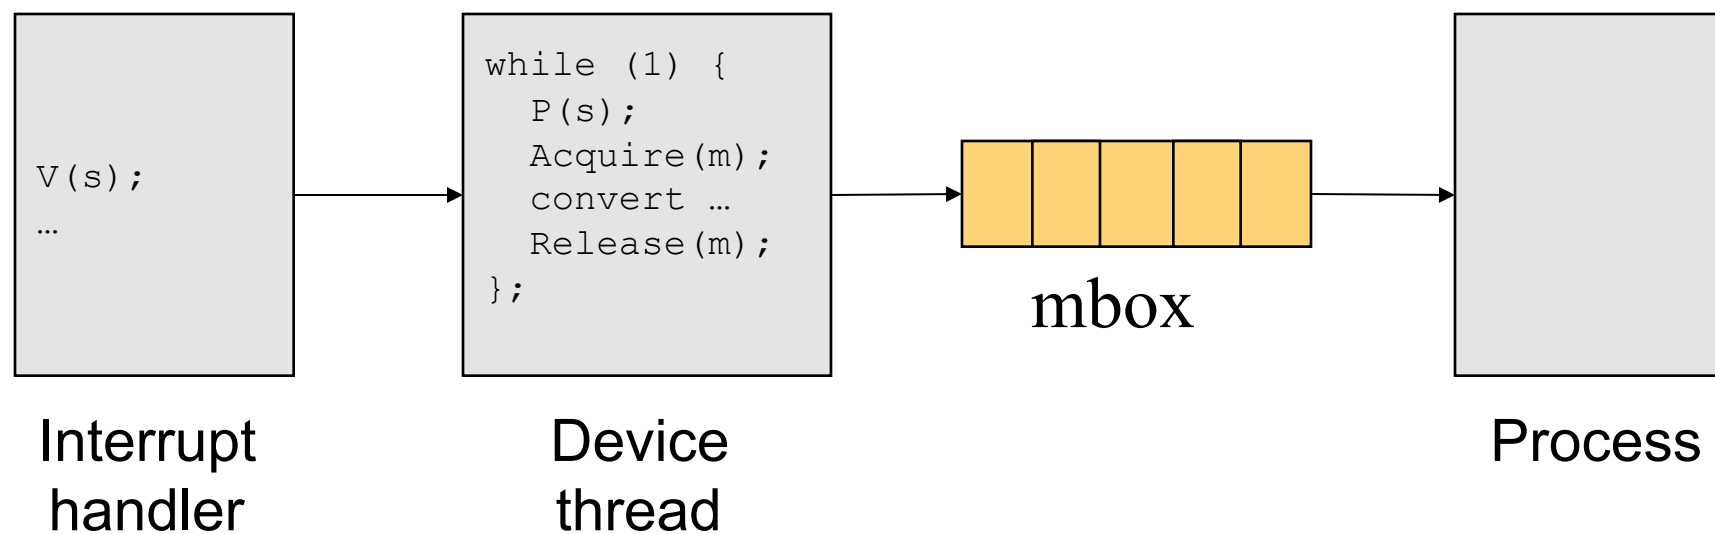 V(s);
…
while (1) {
P(s);
Acquire(m);
convert …
Release(m);
};
mbox
Interrupt
handler
Device
thread
Process